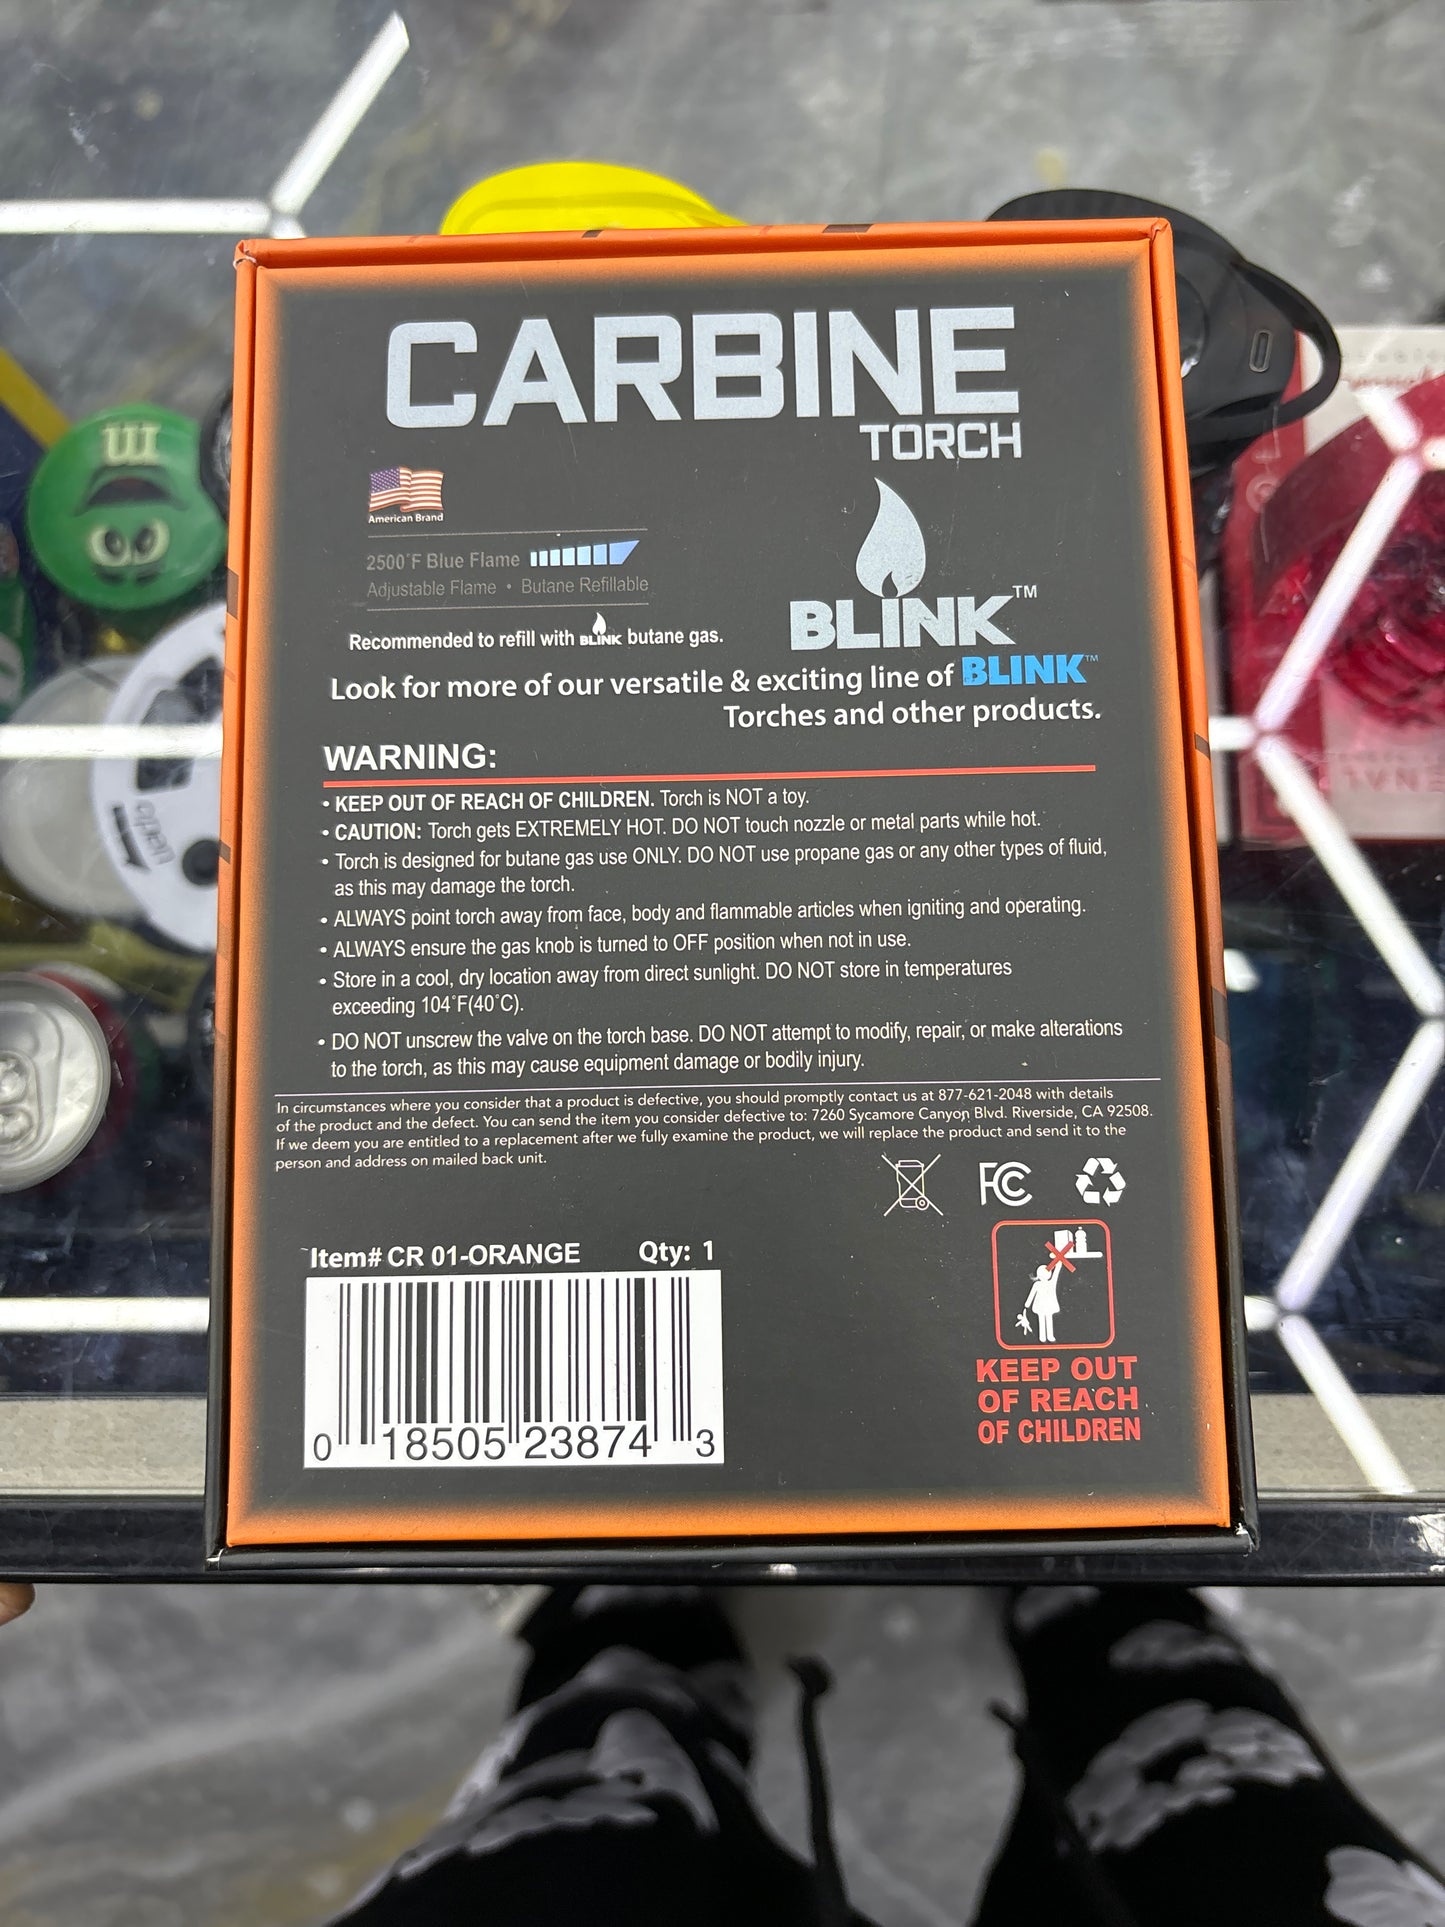 CARBINE
TORCH
American Brand
2500°F Blue Flame
Adjustable Flame • Butane Refillable
BLINK™
Recommended to refill with BLINK butane gas.
Look for more of our versatile & exciting line of BLINK™
Torches and other products.
WARNING:
• KEEP OUT OF REACH OF CHILDREN. Torch is NOT a toy.
• CAUTION: Torch gets EXTREMELY HOT. DO NOT touch nozzle or metal parts while hot.
• Torch is designed for butane gas use ONLY. DO NOT use propane gas or any other types of fluid,
as this may damage the torch.
• ALWAYS point torch away from face, body and flammable articles when igniting and operating.
• ALWAYS ensure the gas knob is turned to OFF position when not in use.
• Store in a cool, dry location away from direct sunlight. DO NOT store in temperatures
exceeding 104°F(40°C).
• DO NOT unscrew the valve on the torch base. DO NOT attempt to modify, repair, or make alterations
to the torch, as this may cause equipment damage or bodily injury.
In circumstances where you consider that a product is defective, you should promptly contact us at 877-621-2048 with details
of the product and the defect. You can send the item you consider defective to: 7260 Sycamore Canyon Blvd. Riverside, CA 92508.
If we deem you are entitled to a replacement after we fully examine the product, we will replace the product and send it to the
person and address on mailed back unit.
FC
Item# CR 01-ORANGE Qty: 1
0 18505 23874 3
KEEP OUT
OF REACH
OF CHILDREN
m